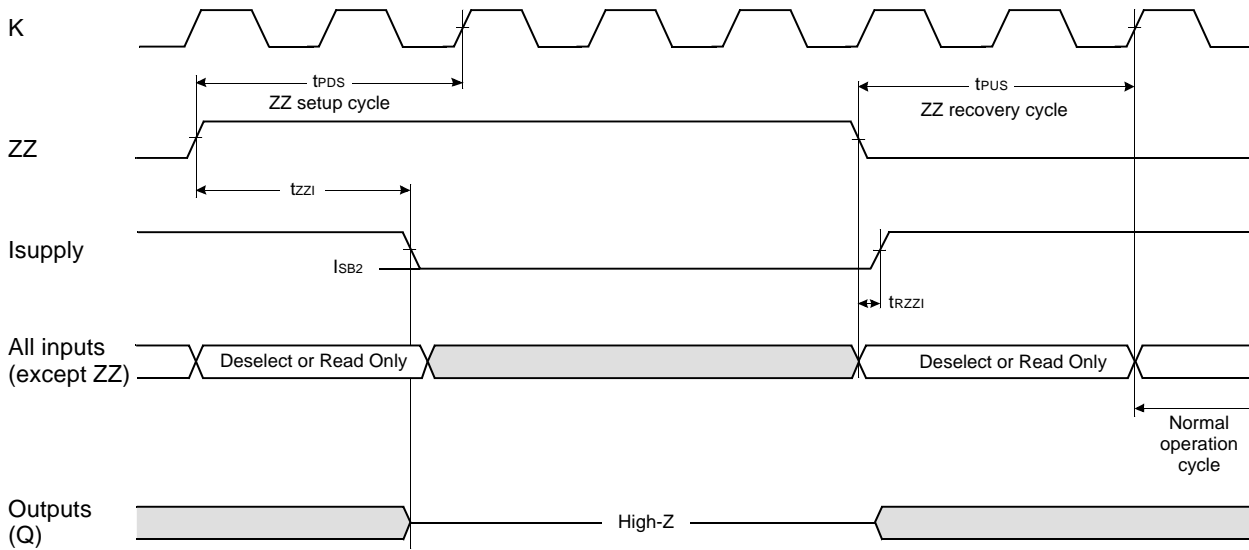 K
tPDS
ZZ setup cycle
tPUS
ZZ recovery cycle
ZZ
tZZI
Isupply
ISB2
tRZZI
All inputs
(except ZZ)
Deselect or Read Only
Deselect or Read Only
Normal
operation
cycle
Outputs
(Q)
High-Z